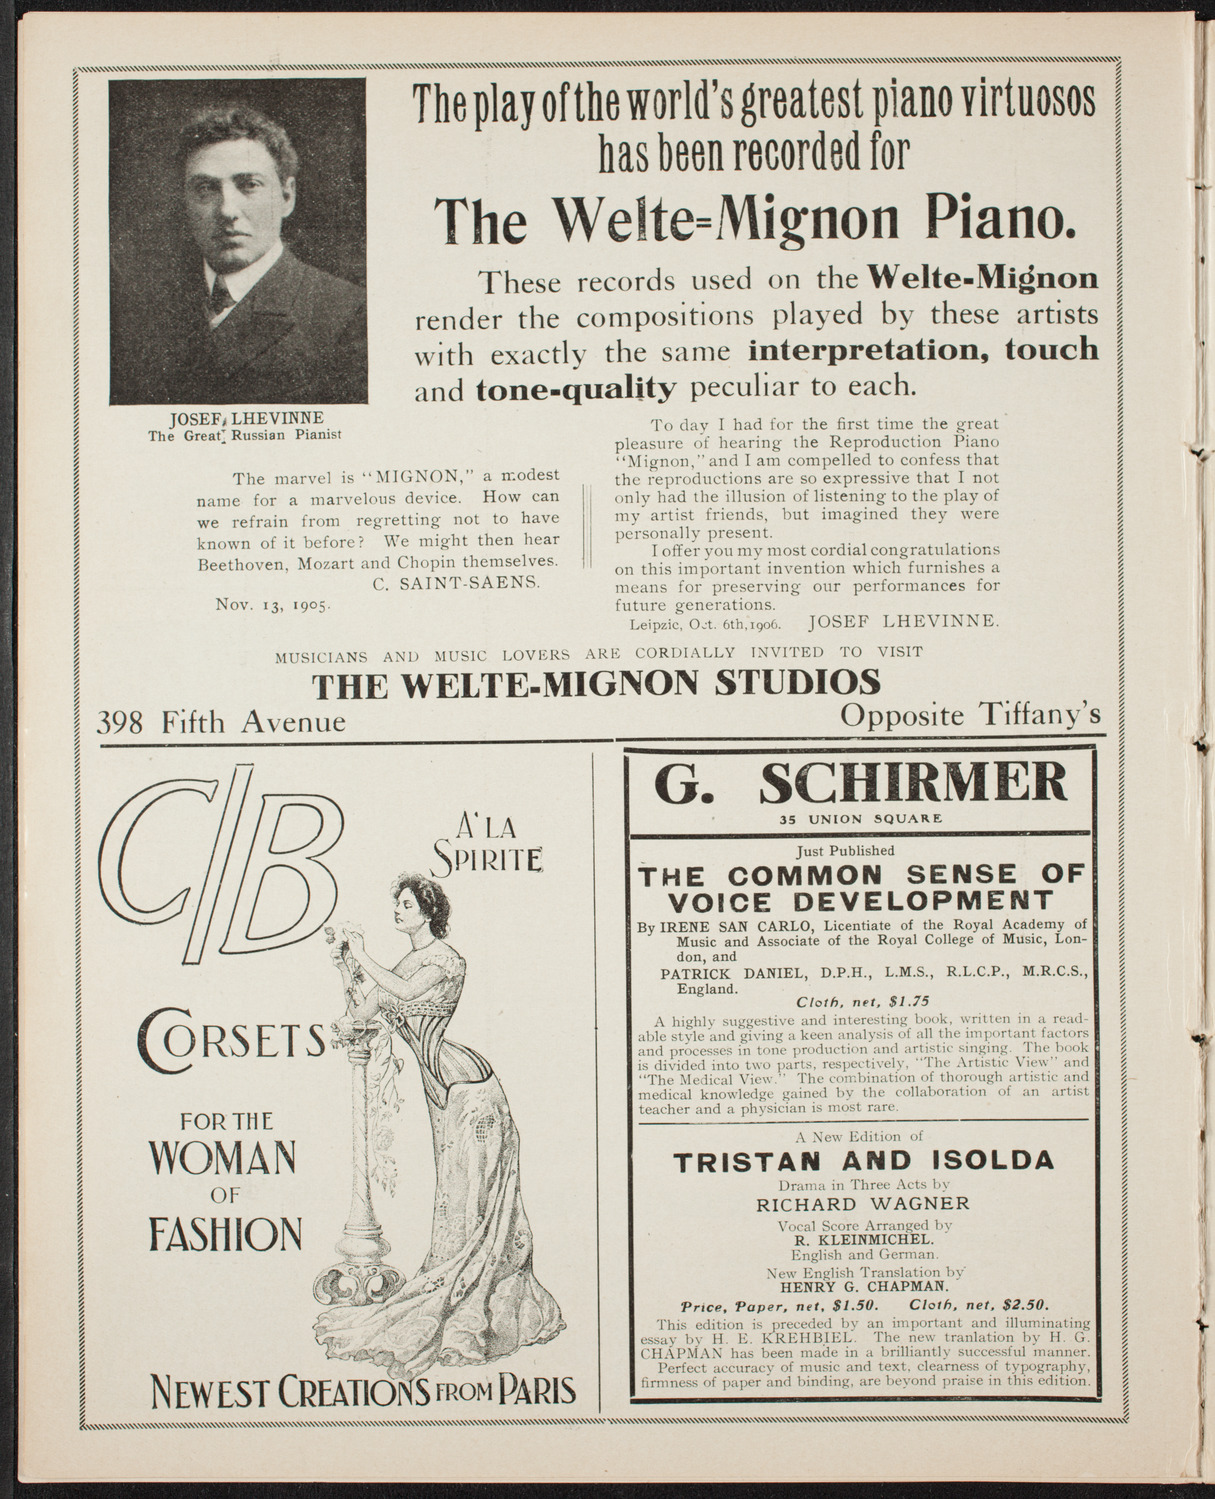 The play of the world's greatest piano virtuosos
has been recorded for
The Welte=Mignon Piano.
These records used on the Welte-Mignon
render the compositions played by these artists
with exactly the same interpretation, touch
and tone-quality peculiar to each.
JOSEF LHEVINNE
The Great Russian Pianist
The marvel is "MIGNON," a modest
name for a marvelous device. How can
we refrain from regretting not to have
known of it before? We might then hear
Beethoven, Mozart and Chopin themselves.
C. SAINT-SAENS.
Nov. 13, 1905.
To day I had for the first time the great
pleasure of hearing the Reproduction Piano
"Mignon," and I am compelled to confess that
the reproductions are so expressive that I not
only had the illusion of listening to the play of
my artist friends, but imagined they were
personally present.
I offer you my most cordial congratulations
on this important invention which furnishes a
means for preserving our performances for
future generations.
Leipzic, Oct. 6th, 1906. JOSEF LHEVINNE.
MUSICIANS AND MUSIC LOVERS ARE CORDIALLY INVITED TO VISIT
THE WELTE-MIGNON STUDIOS
398 Fifth Avenue Opposite Tiffany's
C/B
A' LA
SPIRITE
CORSETS
FOR THE
WOMAN
OF
FASHION
NEWEST CREATIONS FROM PARIS
G. SCHIRMER
35 UNION SQUARE
Just Published
THE COMMON SENSE OF
VOICE DEVELOPMENT
By IRENE SAN CARLO, Licentiate of the Royal Academy of
Music and Associate of the Royal College of Music, Lon-
don, and
PATRICK DANIEL, D.P.H., L.M.S., R.L.C.P., M.R.C.S.,
England.
Cloth, net, $1.75
A highly suggestive and interesting book, written in a read-
able style and giving a keen analysis of all the important factors
and processes in tone production and artistic singing. The book
is divided into two parts, respectively, "The Artistic View" and
"The Medical View." The combination of thorough artistic and
medical knowledge gained by the collaboration of an artist
teacher and a physician is most rare.
A New Edition of
TRISTAN AND ISOLDA
Drama in Three Acts by
RICHARD WAGNER
Vocal Score Arranged by
R. KLEINMICHEL.
English and German.
New English Translation by
HENRY G. CHAPMAN.
Price, Paper, net, $1.50. Cloth, net, $2.50.
This edition is preceded by an important and illuminating
essay by H. E. KREHBIEL. The new tranlation by H. G.
CHAPMAN has been made in a brilliantly successful manner.
Perfect accuracy of music and text, clearness of typography,
firmness of paper and binding, are beyond praise in this edition.